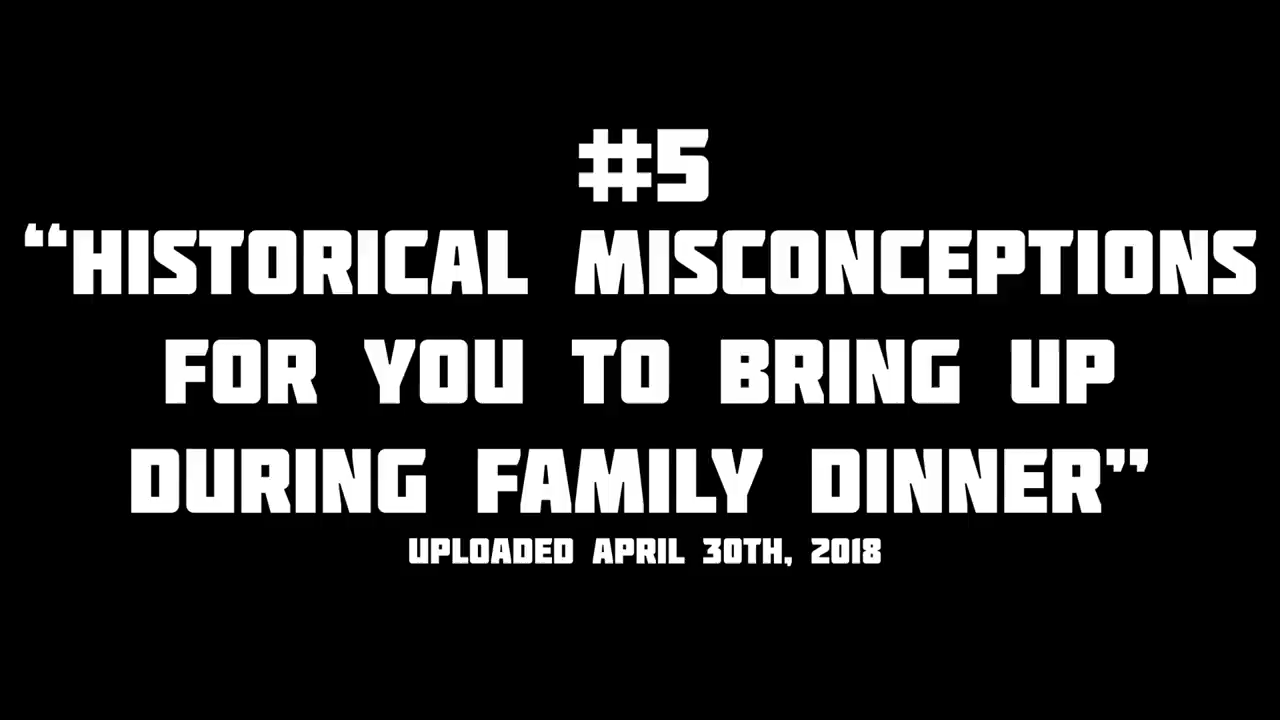 #5
“HISTORICAL MISCONCEPTIONS
FOR YOU TO BRING UP
DURING FAMILY DINNER”
UPLOADED APRIL 30TH, 2018